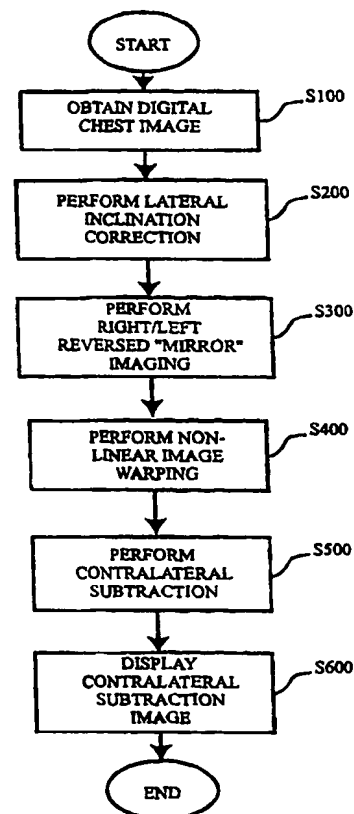 START
S100
OBTAIN DIGITAL
CHEST IMAGE
S200
PERFORM LATERAL
INCLINATION
CORRECTION
S300
PERFORM
RIGHT/LEFT
REVERSED "MIRROR"
IMAGING
S400
PERFORM NON-
LINEAR IMAGE
WARPING
S500
PERFORM
CONTRALATERAL
SUBTRACTION
S600
DISPLAY
CONTRALATERAL
SUBTRACTION
IMAGE
END